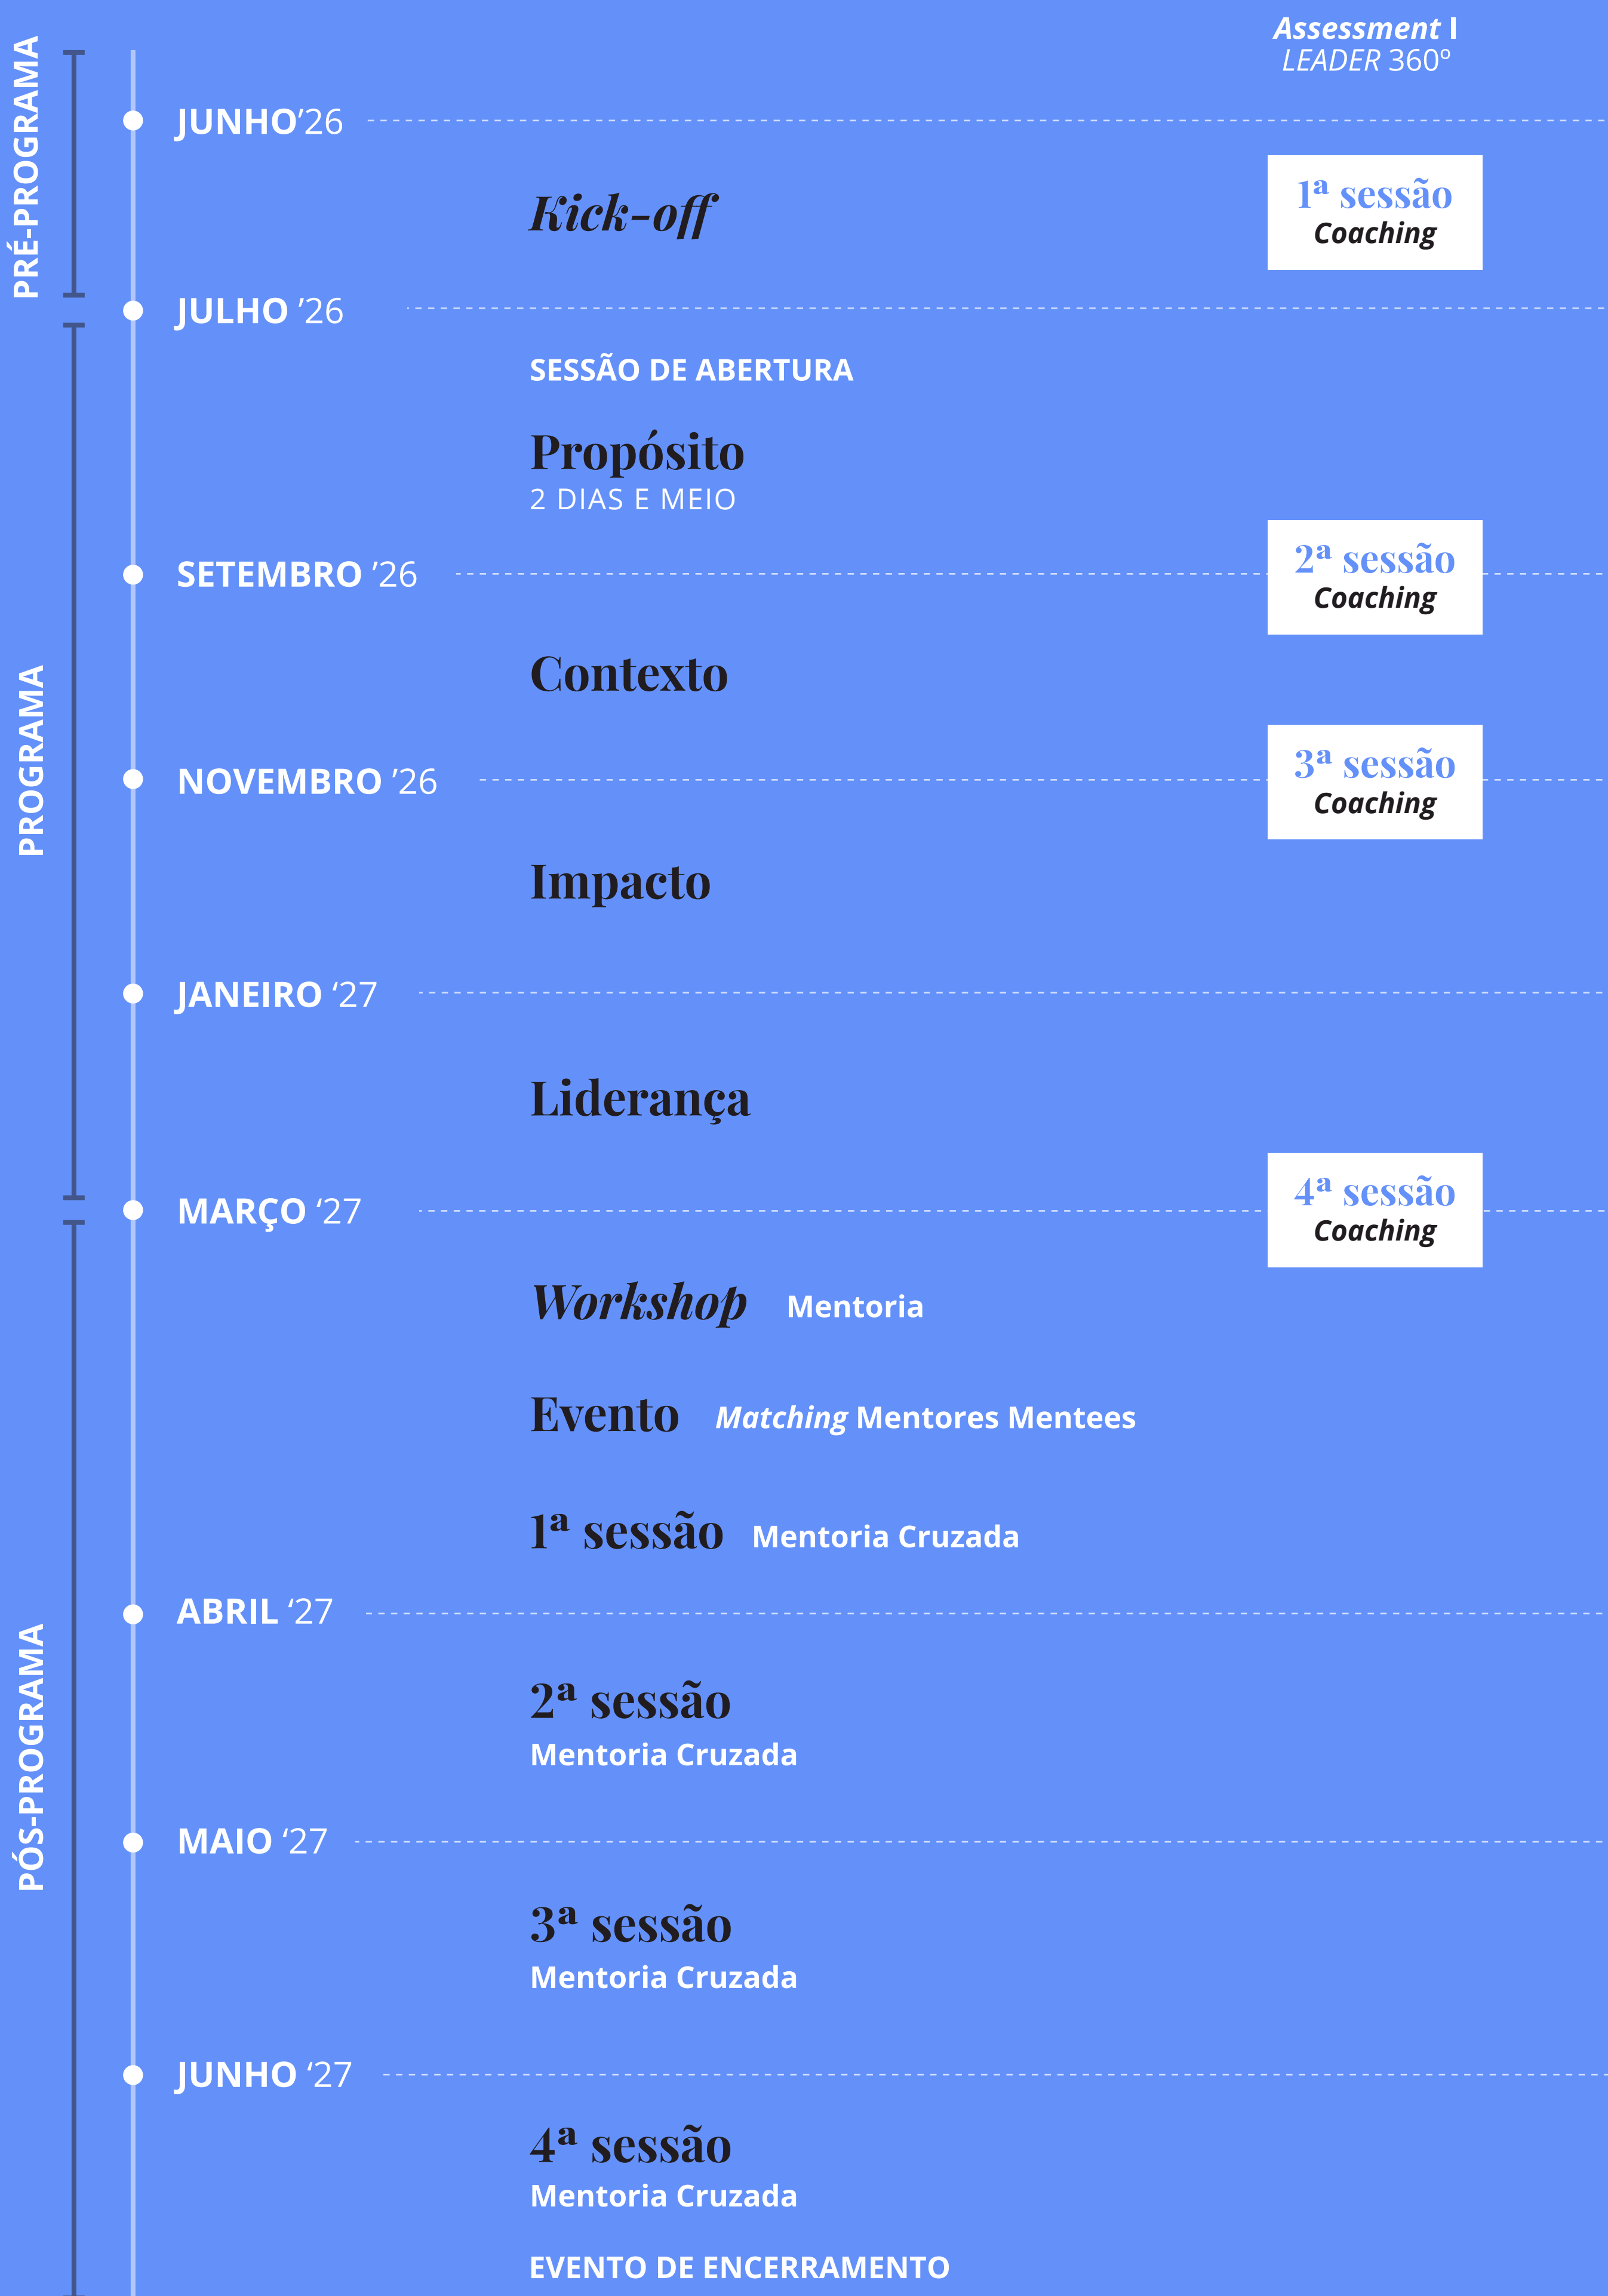 Assessment I
LEADER 360º
PRÉ-PROGRAMA
JUNHO’26
Kick-off
1ª sessão
Coaching
JULHO ’26
SESSÃO DE ABERTURA
Propósito
2 DIAS E MEIO
PROGRAMA
SETEMBRO ’26
2ª sessão
Coaching
Contexto
NOVEMBRO ’26
3ª sessão
Coaching
Impacto
JANEIRO ‘27
Liderança
MARÇO ‘27
4ª sessão
Coaching
Workshop Mentoria
Evento Matching Mentores Mentees
1ª sessão Mentoria Cruzada
PÓS-PROGRAMA
ABRIL ‘27
2ª sessão
Mentoria Cruzada
MAIO ‘27
3ª sessão
Mentoria Cruzada
JUNHO ‘27
4ª sessão
Mentoria Cruzada
EVENTO DE ENCERRAMENTO